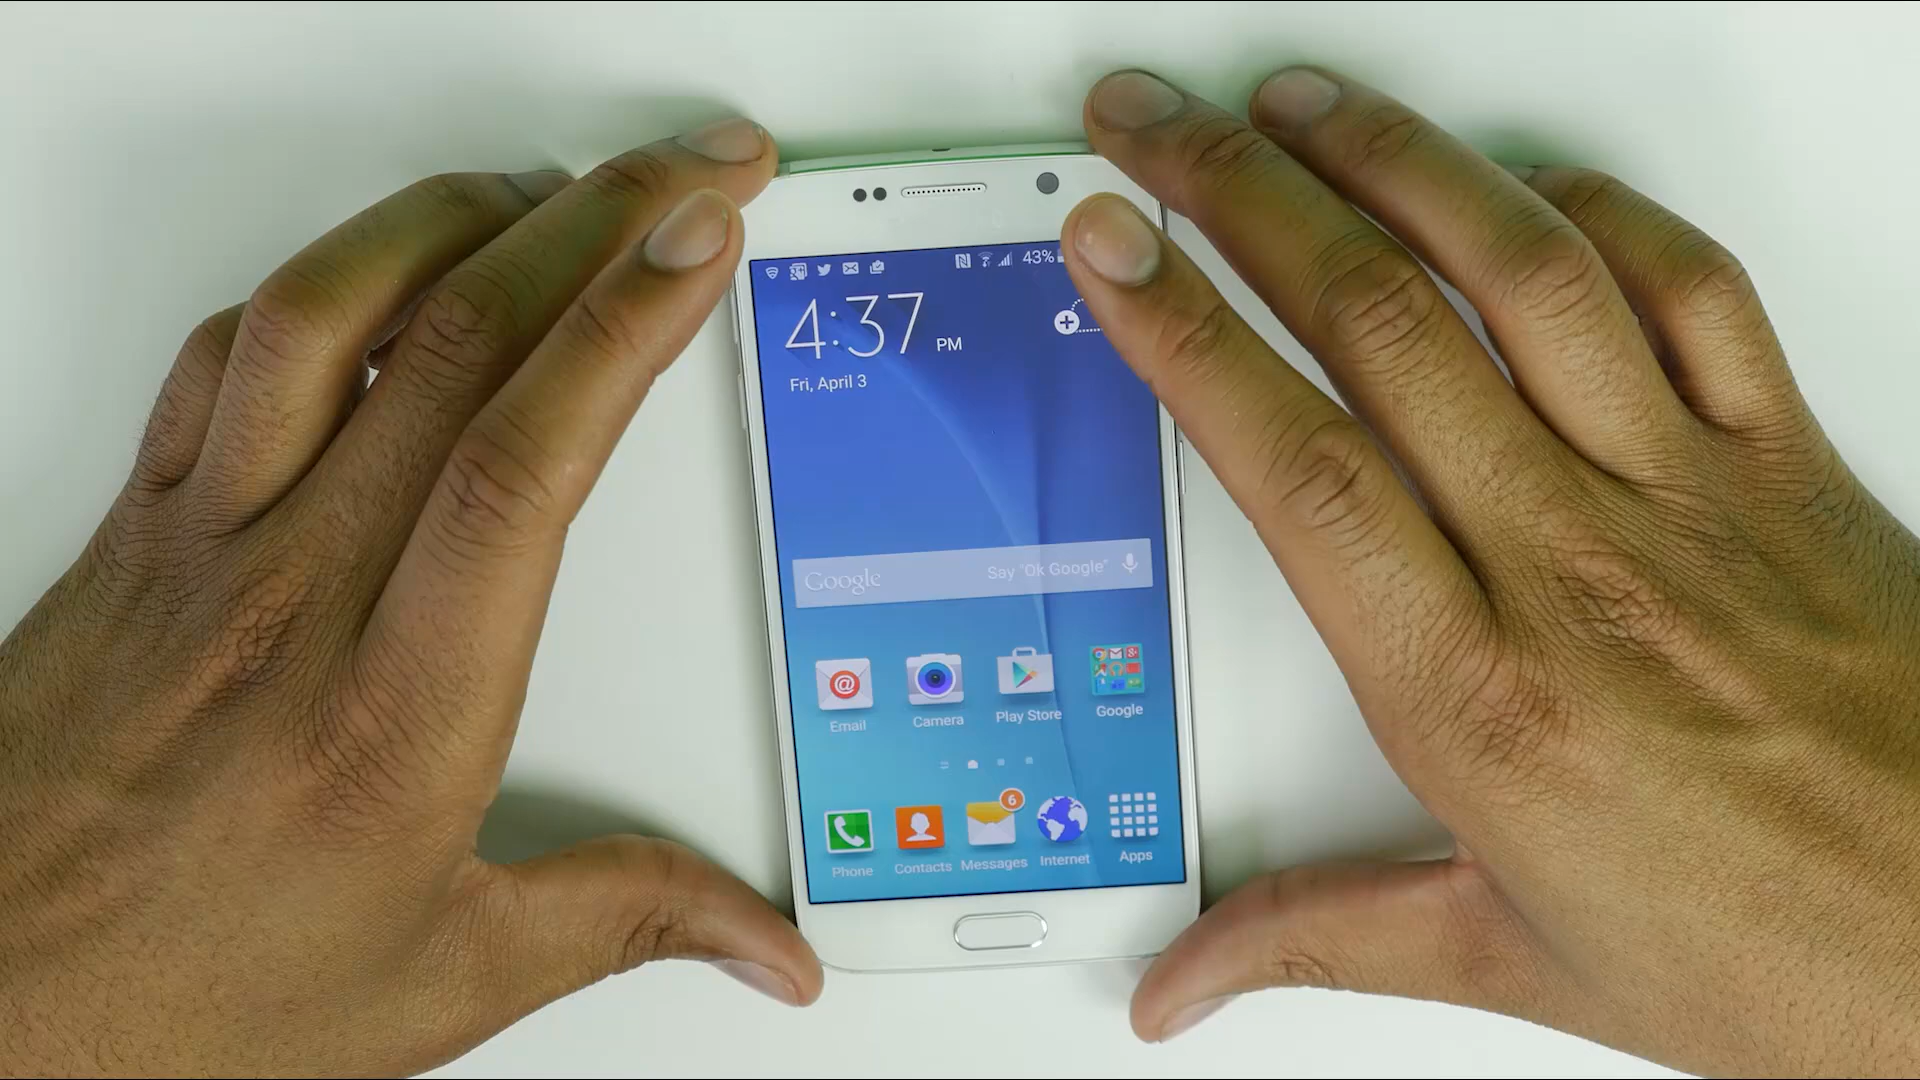 43%
4:37 PM
Fri, April 3
Google Say "Ok Google"
Email Camera Play Store Google
6
Phone Contacts Messages Internet Apps